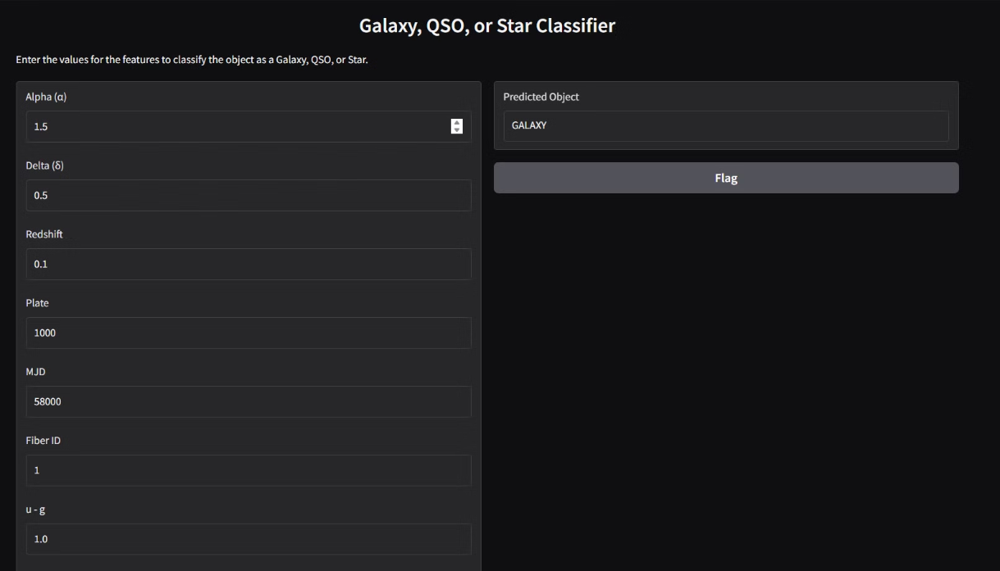 Galaxy, QSO, or Star Classifier
Enter the values for the features to classify the object as a Galaxy, QSO, or Star.
Alpha (α)
1.5
Delta (δ)
0.5
Redshift
0.1
Plate
1000
MJD
58000
Fiber ID
1
u - g
1.0
Predicted Object
GALAXY
Flag